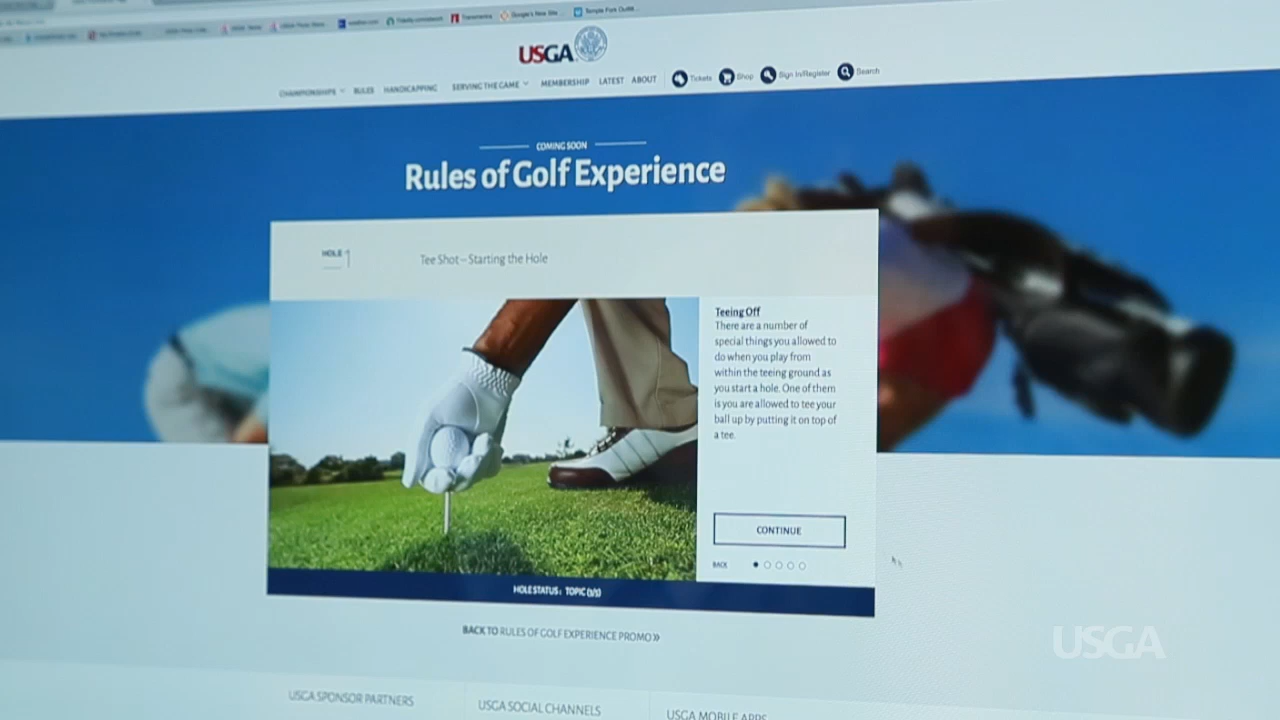 USGA
CHAMPIONSHIPS RULES HANDICAPPING SERVING THE GAME MEMBERSHIP LATEST ABOUT Tickets Shop Sign In/Register Search
COMING SOON
Rules of Golf Experience
HOLE 1
Tee Shot – Starting the Hole
Teeing Off
There are a number of
special things you allowed to
do when you play from
within the teeing ground as
you start a hole. One of them
is you are allowed to tee your
ball up by putting it on top of
a tee.
CONTINUE
BACK
HOLE STATUS: TOPIC
BACK TO RULES OF GOLF EXPERIENCE PROMO »
USGA
USGA SPONSOR PARTNERS
USGA SOCIAL CHANNELS
USGA MOBILE APPS